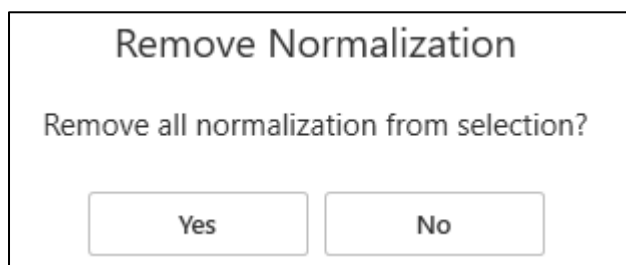 Remove Normalization
Remove all normalization from selection?
Yes
No